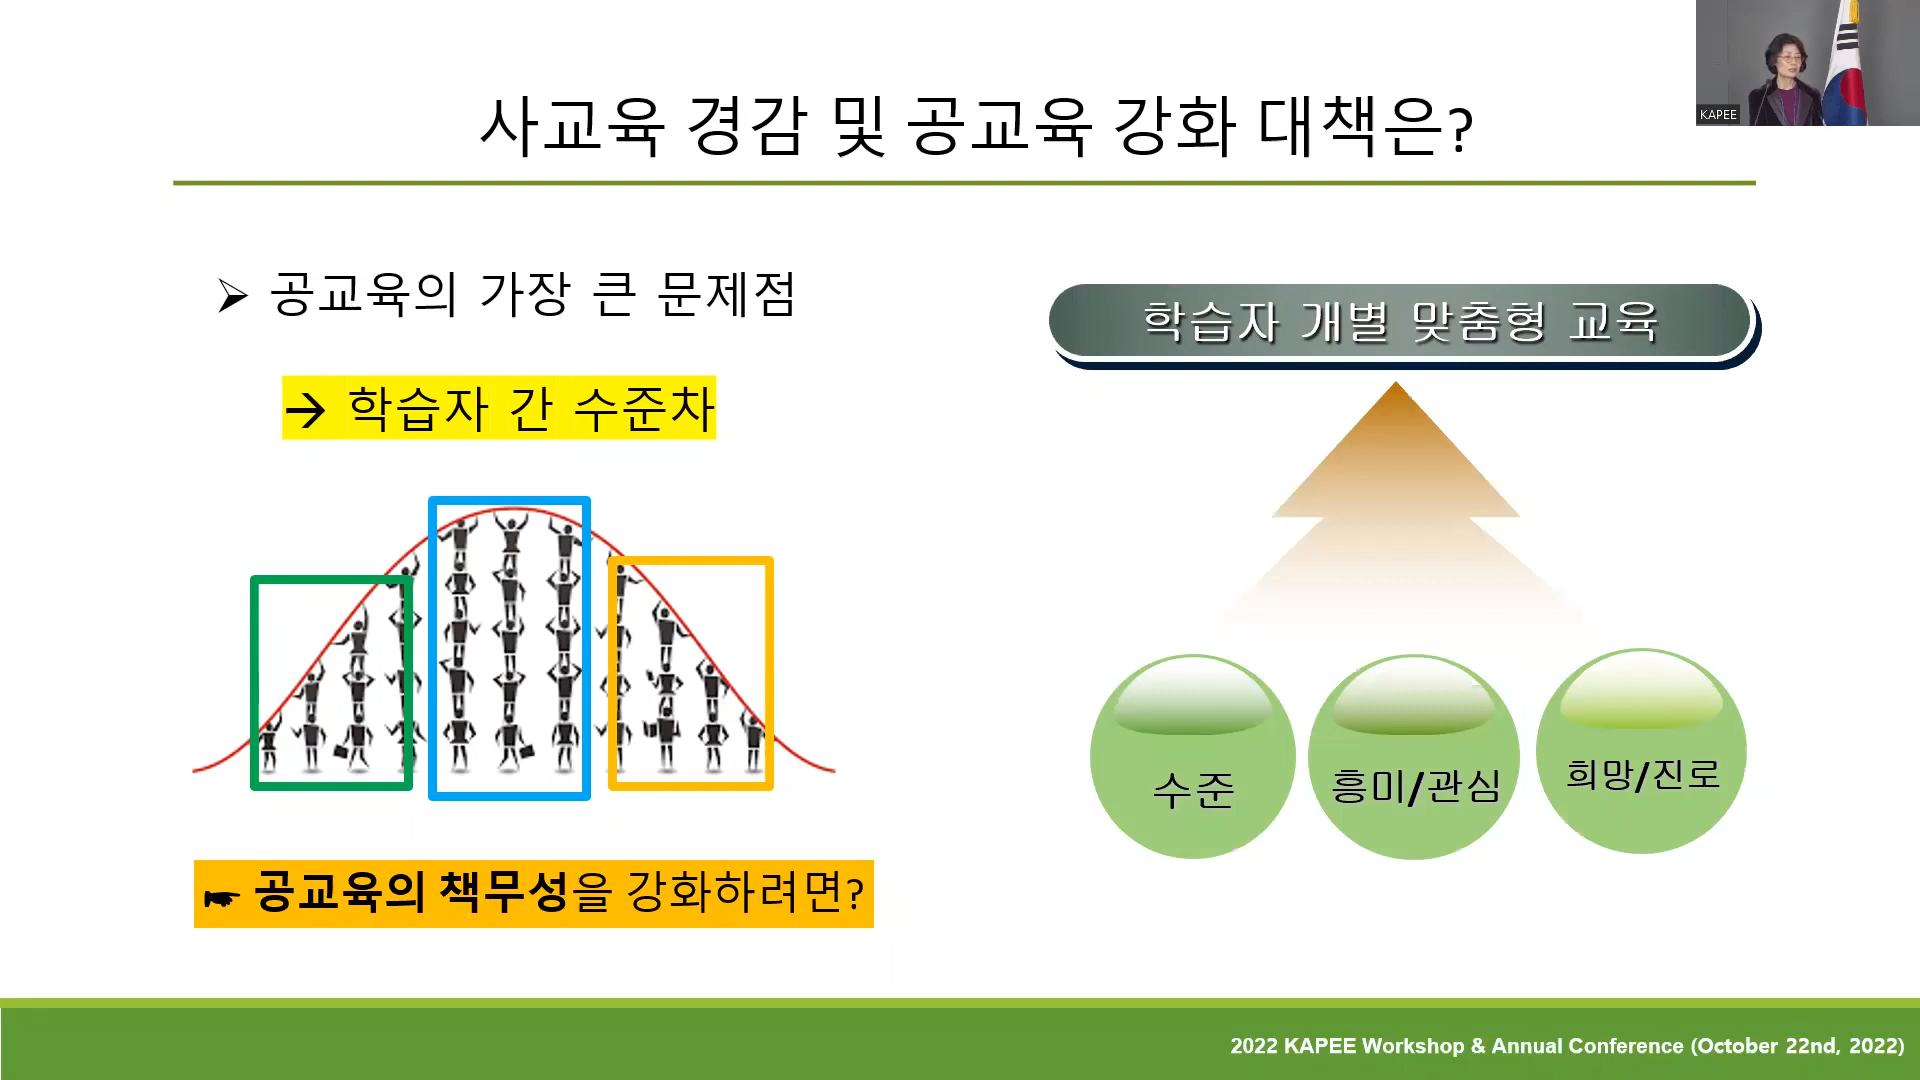 KAPEE
사교육 경감 및 공교육 강화 대책은?
➢ 공교육의 가장 큰 문제점
→ 학습자 간 수준차
☛ 공교육의 책무성을 강화하려면?
학습자 개별 맞춤형 교육
수준
흥미/관심
희망/진로
2022 KAPEE Workshop & Annual Conference (October 22nd, 2022)